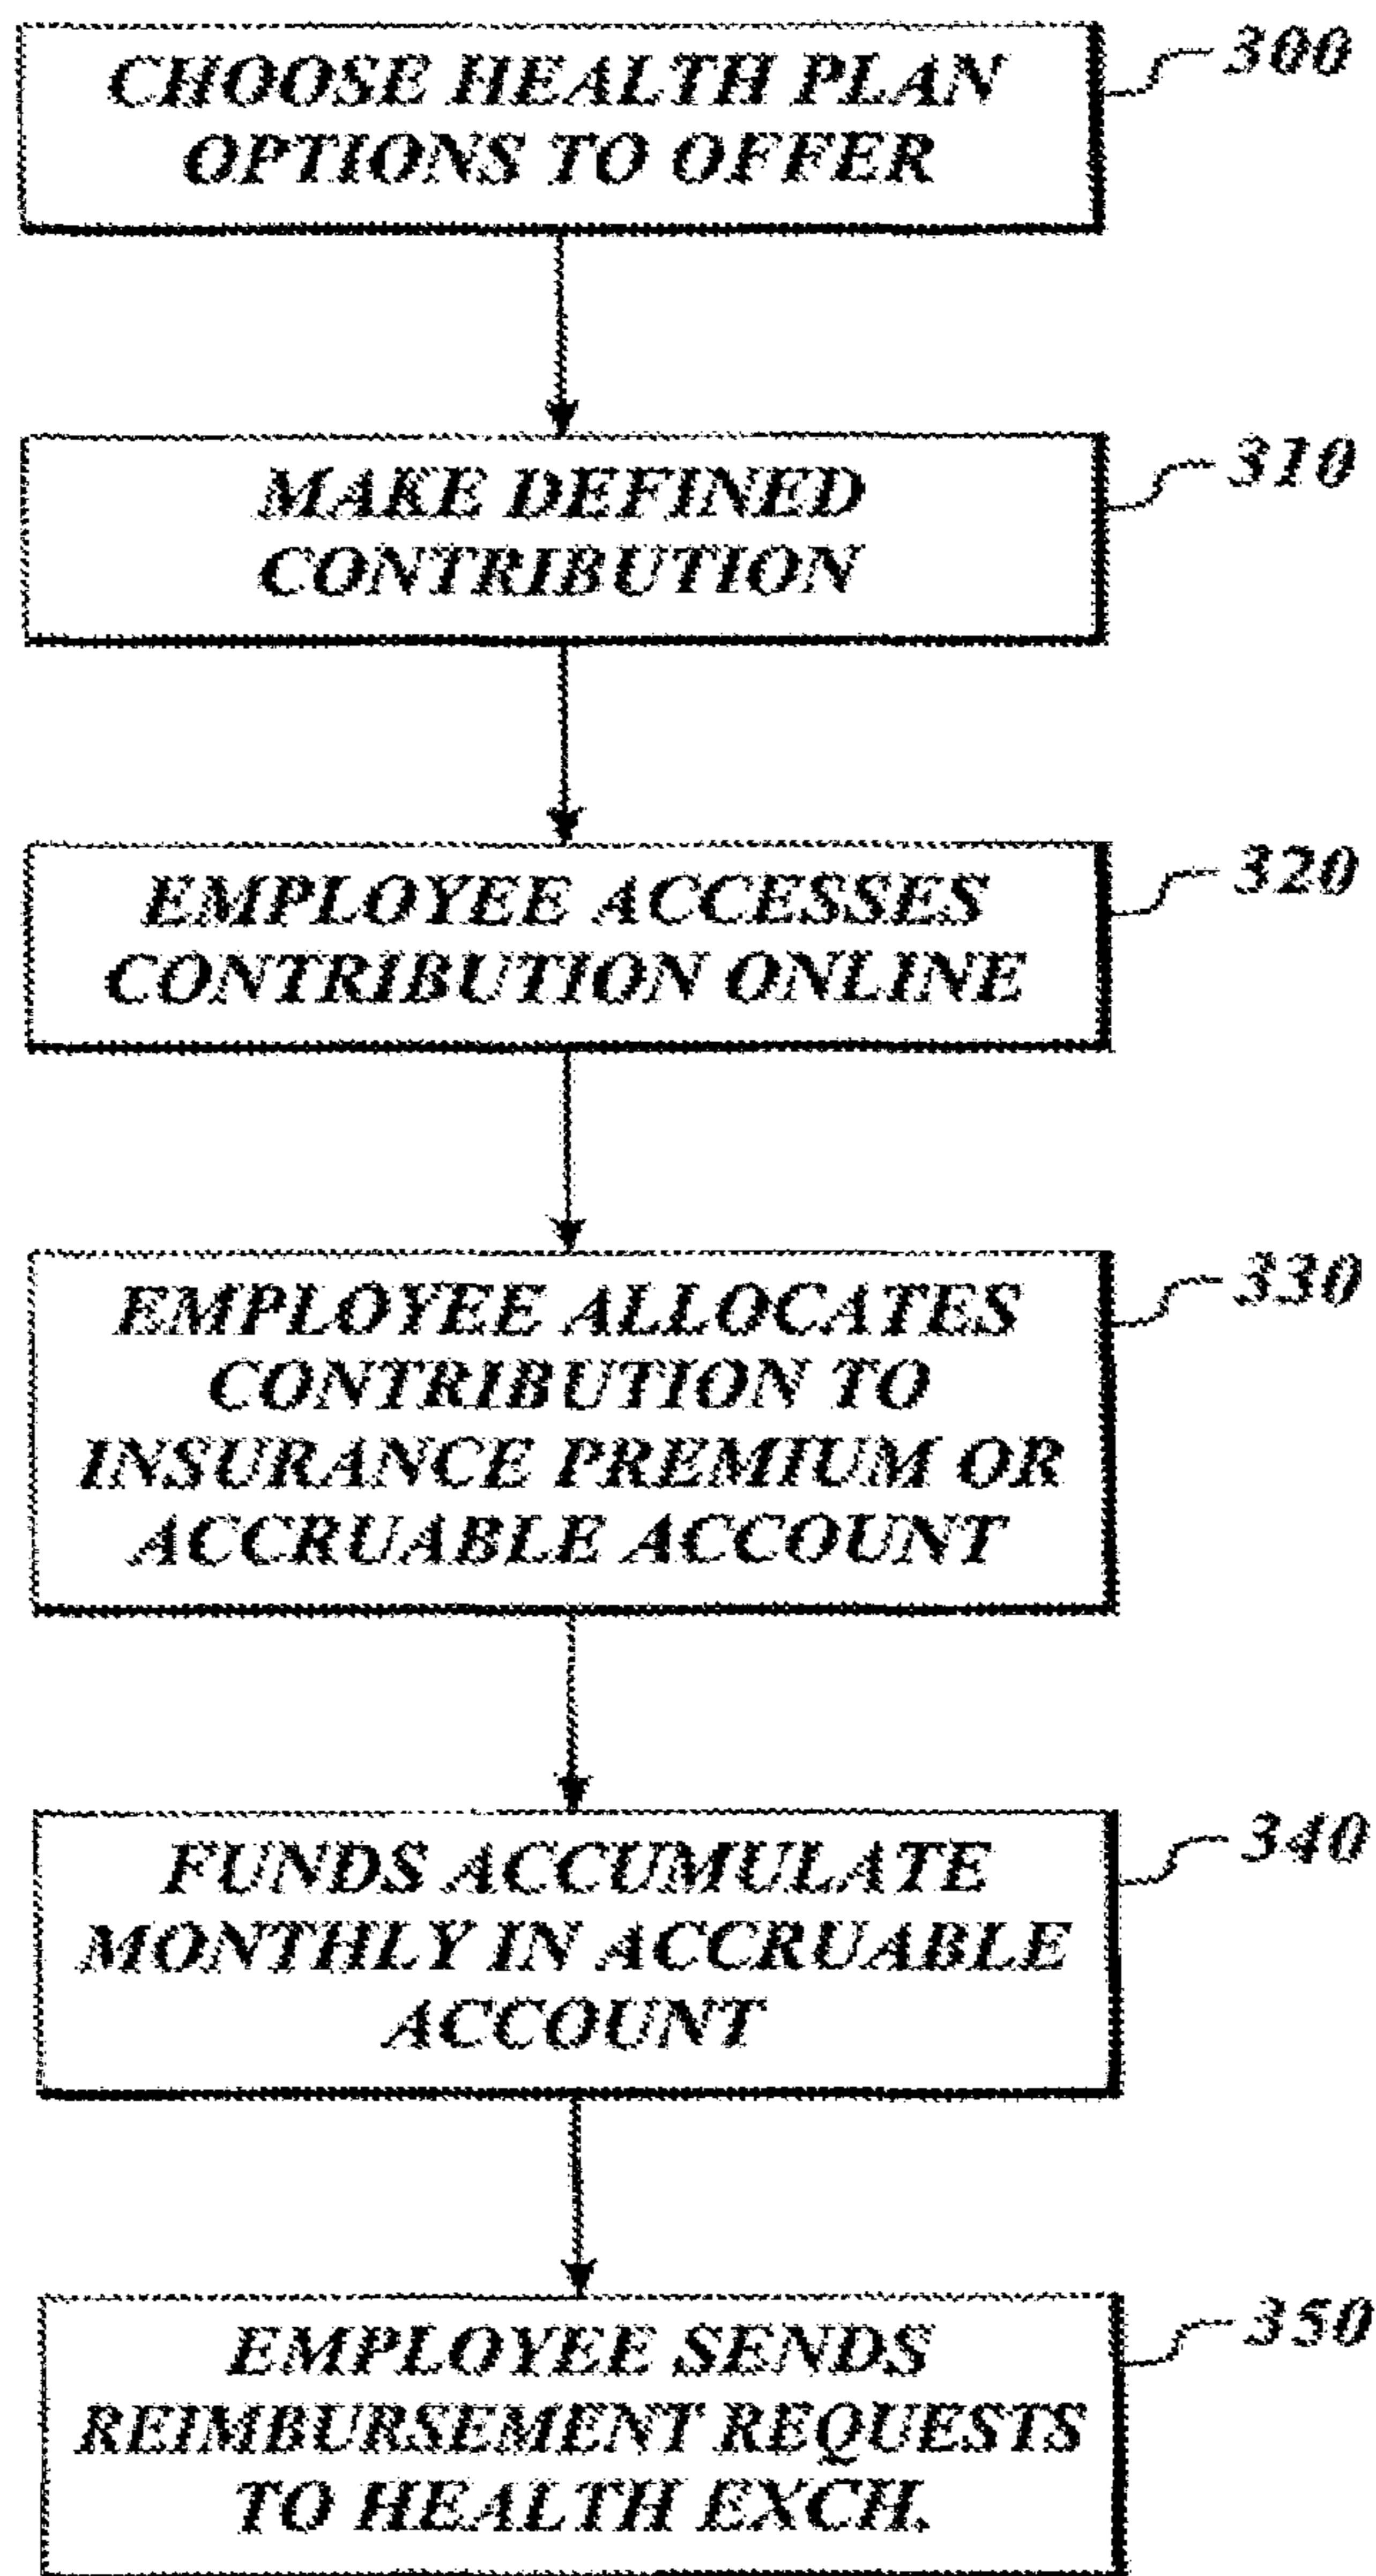 CHOOSE HEALTH PLAN
OPTIONS TO OFFER
300
MAKE DEFINED
CONTRIBUTION
310
EMPLOYEE ACCESSES
CONTRIBUTION ONLINE
320
EMPLOYEE ALLOCATES
CONTRIBUTION TO
INSURANCE PREMIUM OR
ACCRUABLE ACCOUNT
330
FUNDS ACCUMULATE
MONTHLY IN ACCRUABLE
ACCOUNT
340
EMPLOYEE SENDS
REIMBURSEMENT REQUESTS
TO HEALTH EXCH.
350